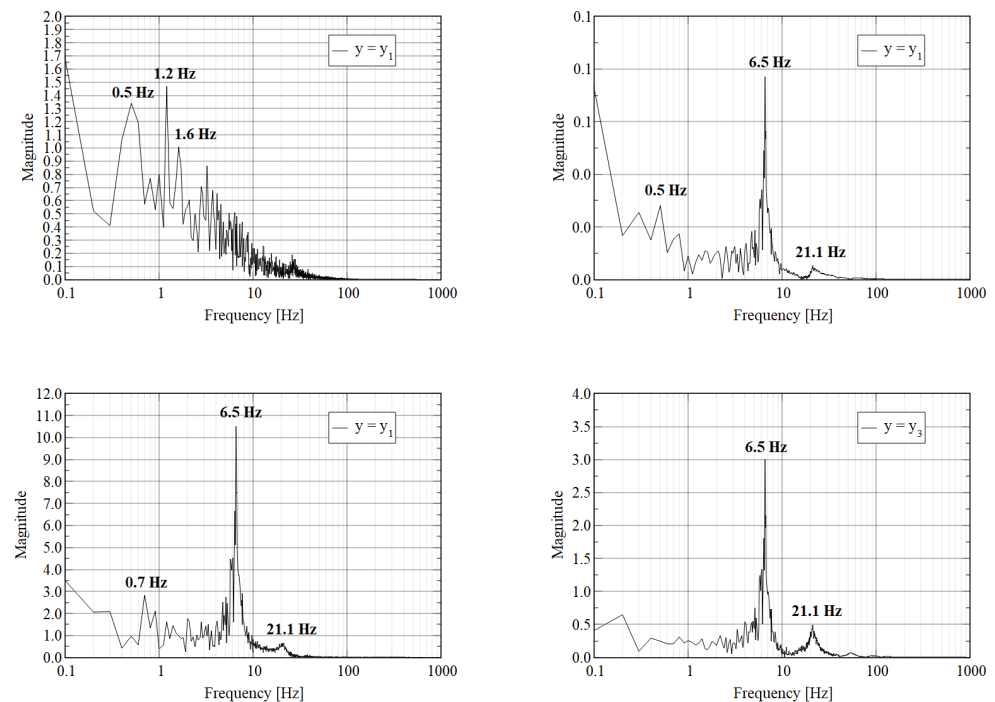 2.0
1.9
1.8
1.7
1.6
1.5
1.4
1.3
1.2
1.1
1.0
0.9
0.8
0.7
0.6
0.5
0.4
0.3
0.2
0.1
0.0
Magnitude
0.5 Hz
1.2 Hz
1.6 Hz
y = y1
0.1 1 10 100 1000
Frequency [Hz]
0.1
0.1
0.1
0.0
0.0
0.0
Magnitude
0.5 Hz
6.5 Hz
21.1 Hz
y = y1
0.1 1 10 100 1000
Frequency [Hz]
12.0
11.0
10.0
9.0
8.0
7.0
6.0
5.0
4.0
3.0
2.0
1.0
0.0
Magnitude
0.7 Hz
6.5 Hz
21.1 Hz
y = y1
0.1 1 10 100 1000
Frequency [Hz]
4.0
3.5
3.0
2.5
2.0
1.5
1.0
0.5
0.0
Magnitude
6.5 Hz
21.1 Hz
y = y3
0.1 1 10 100 1000
Frequency [Hz]